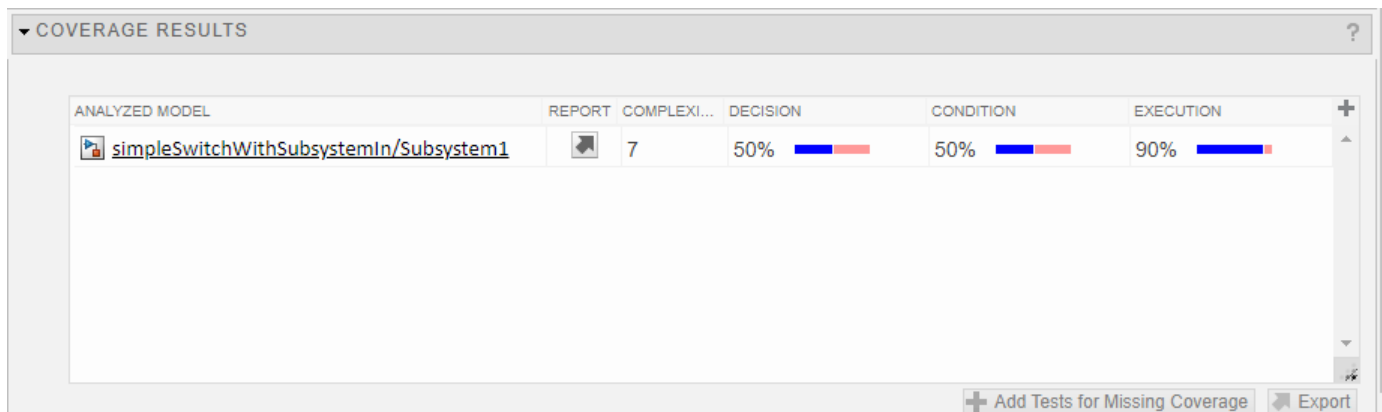 COVERAGE RESULTS ?
ANALYZED MODEL REPORT COMPLEXI... DECISION CONDITION EXECUTION
simpleSwitchWithSubsystemIn/Subsystem1 7 50% 50% 90%
Add Tests for Missing Coverage Export